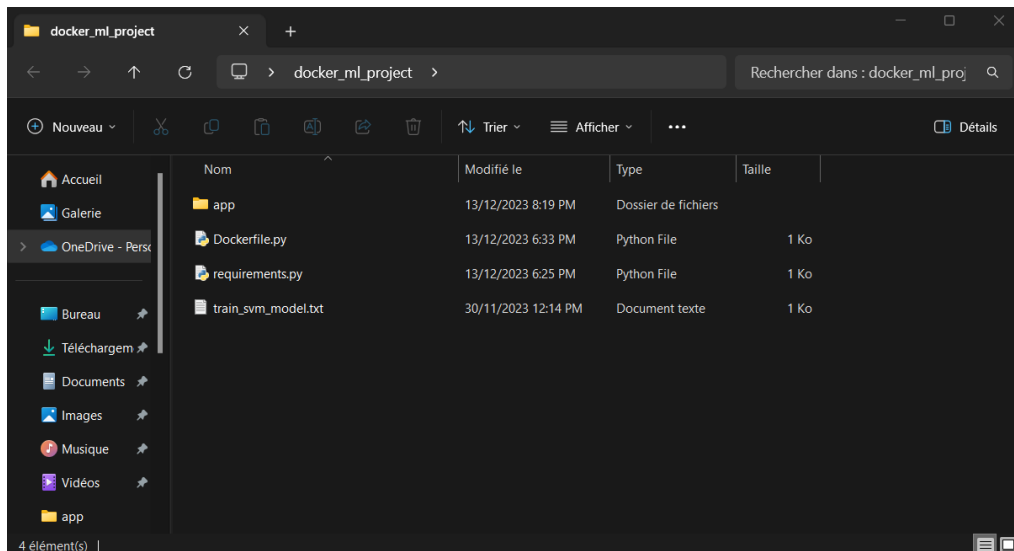 docker_ml_project
docker_ml_project
Rechercher dans : docker_ml_proj
Nouveau
Trier
Afficher
Détails
Nom Modifié le Type Taille
Accueil
Galerie
OneDrive - Perso
Bureau
Téléchargem
Documents
Images
Musique
Vidéos
app
app 13/12/2023 8:19 PM Dossier de fichiers
Dockerfile.py 13/12/2023 6:33 PM Python File 1 Ko
requirements.py 13/12/2023 6:25 PM Python File 1 Ko
train_svm_model.txt 30/11/2023 12:14 PM Document texte 1 Ko
4 élément(s)